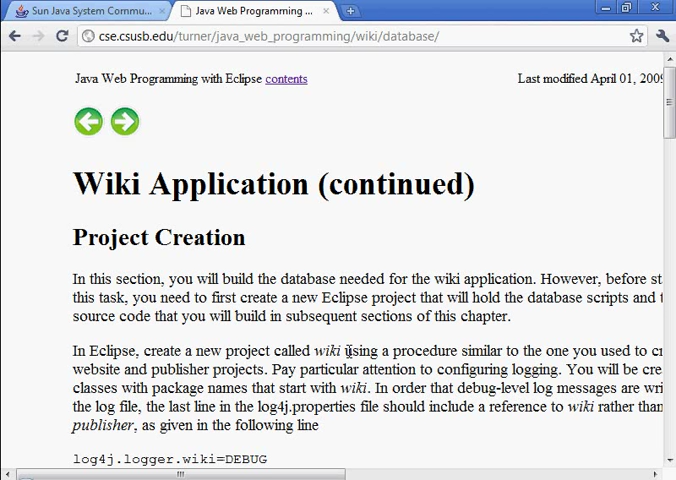 Sun Java System Commu...
Java Web Programming ...
cse.csusb.edu/turner/java_web_programming/wiki/database/
Java Web Programming with Eclipse contents
Last modified April 01, 2009
Wiki Application (continued)
Project Creation
In this section, you will build the database needed for the wiki application. However, before st
this task, you need to first create a new Eclipse project that will hold the database scripts and
source code that you will build in subsequent sections of this chapter.
In Eclipse, create a new project called wiki using a procedure similar to the one you used to cr
website and publisher projects. Pay particular attention to configuring logging. You will be cre
classes with package names that start with wiki. In order that debug-level log messages are wri
the log file, the last line in the log4j.properties file should include a reference to wiki rather than
publisher, as given in the following line
log4j.logger.wiki=DEBUG